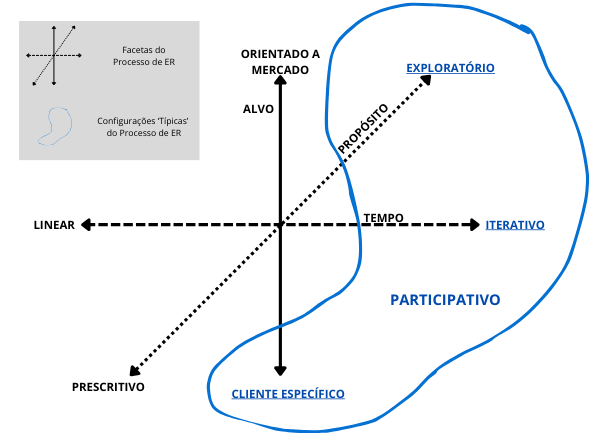 Facetas do
Processo de ER
Configurações ‘Típicas’
do Processo de ER
ORIENTADO A
MERCADO
EXPLORATÓRIO
ALVO
PROPÓSITO
TEMPO
LINEAR
ITERATIVO
PARTICIPATIVO
PRESCRITIVO
CLIENTE ESPECÍFICO